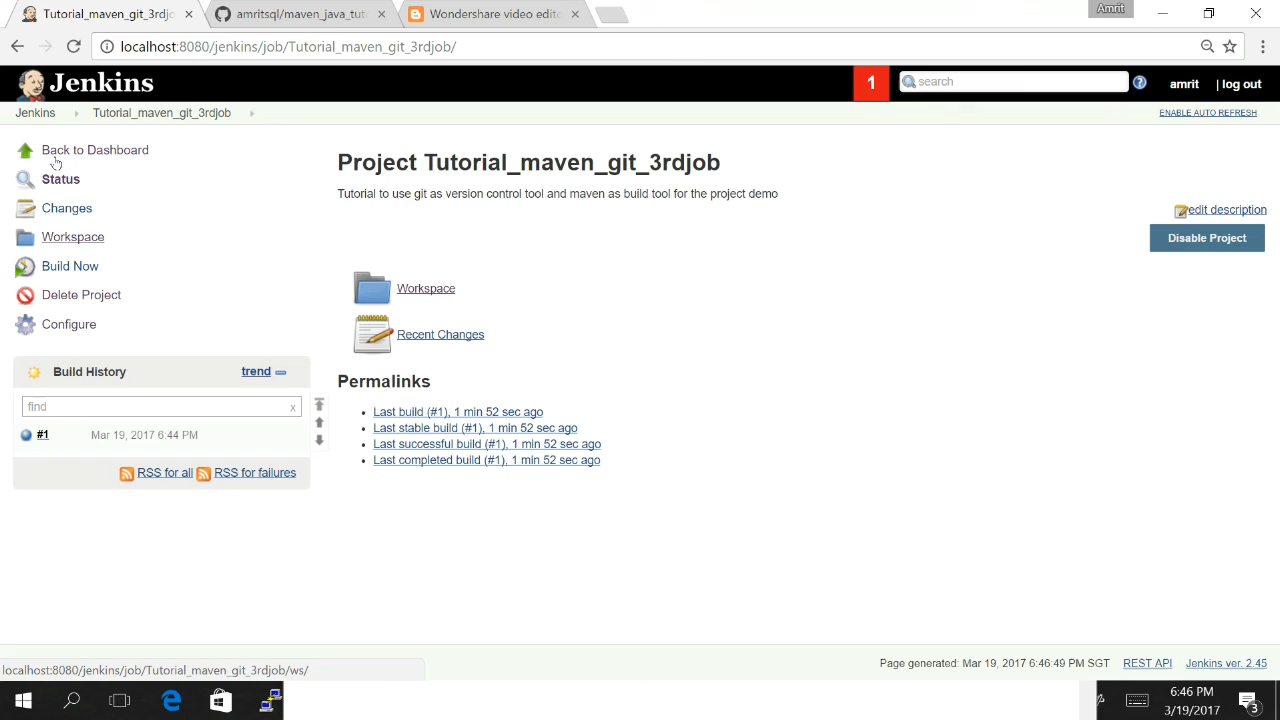 Tutorial_maven_git_3rdjo
amritsql/maven_java_tut
Wondershare video edit
Amrit
localhost:8080/jenkins/job/Tutorial_maven_git_3rdjob/
Jenkins
1
search
amrit
| log out
Jenkins
Tutorial_maven_git_3rdjob
ENABLE AUTO REFRESH
Back to Dashboard
Status
Changes
Workspace
Build Now
Delete Project
Configure
Project Tutorial_maven_git_3rdjob
Tutorial to use git as version control tool and maven as build tool for the project demo
edit description
Disable Project
Workspace
Recent Changes
Build History
trend
find
x
#1
Mar 19, 2017 6:44 PM
RSS for all
RSS for failures
Permalinks
Last build (#1), 1 min 52 sec ago
Last stable build (#1), 1 min 52 sec ago
Last successful build (#1), 1 min 52 sec ago
Last completed build (#1), 1 min 52 sec ago
Page generated: Mar 19, 2017 6:46:49 PM SGT
REST API
Jenkins ver. 2.45
localhost:8080/jenkins/job/Tutorial_maven_git_3rdjob/ws/
6:46 PM
3/19/2017
3